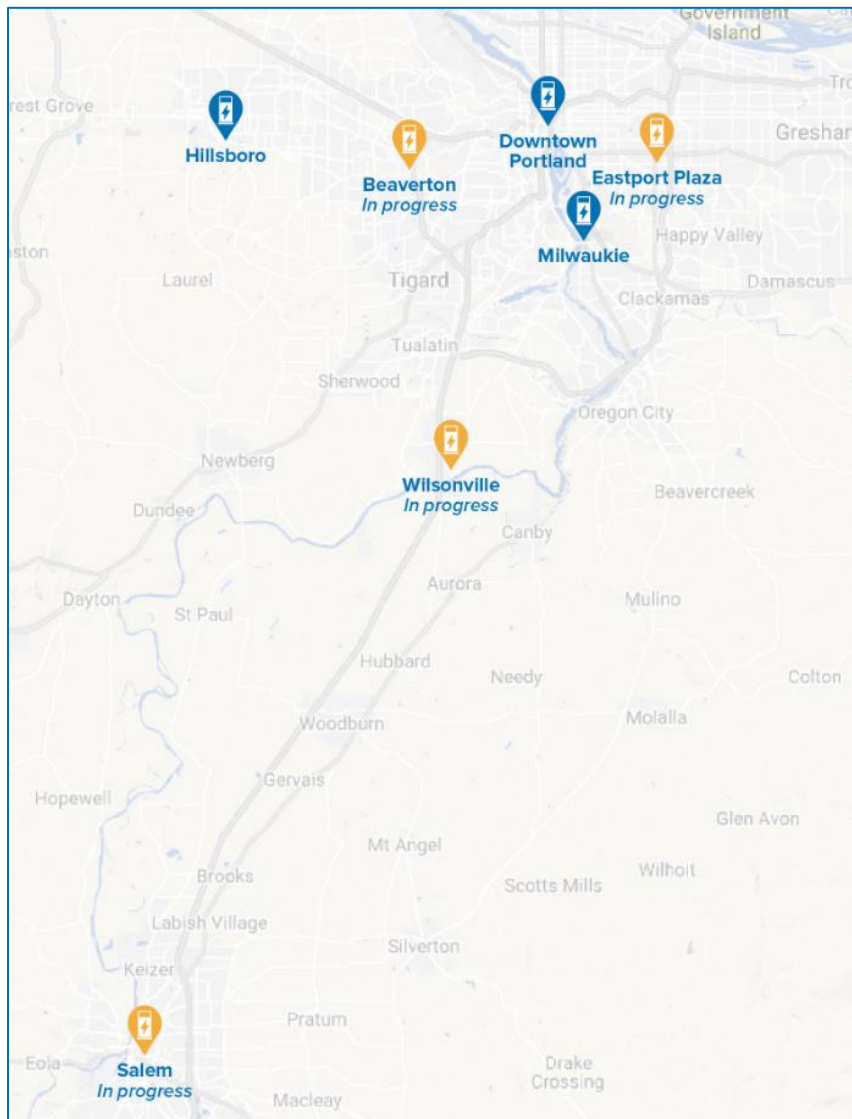 Government
Island
rest Grove
Hillsboro
Downtown
Portland
Beaverton
In progress
Eastport Plaza
In progress
Gresham
Milwaukie
Happy Valley
Laurel
Tigard
Damascus
Clackamas
Tualatin
Sherwood
Oregon City
Newberg
Wilsonville
In progress
Beavercreek
Dundee
Canby
Aurora
Dayton
St Paul
Mulino
Hubbard
Needy
Colton
Woodburn
Molalla
Gervais
Hopewell
Glen Avon
Mt Angel
Brooks
Wilhoit
Scotts Mills
Labish Village
Silverton
Keizer
Pratum
Eola
Salem
In progress
Drake
Crossing
Macleay